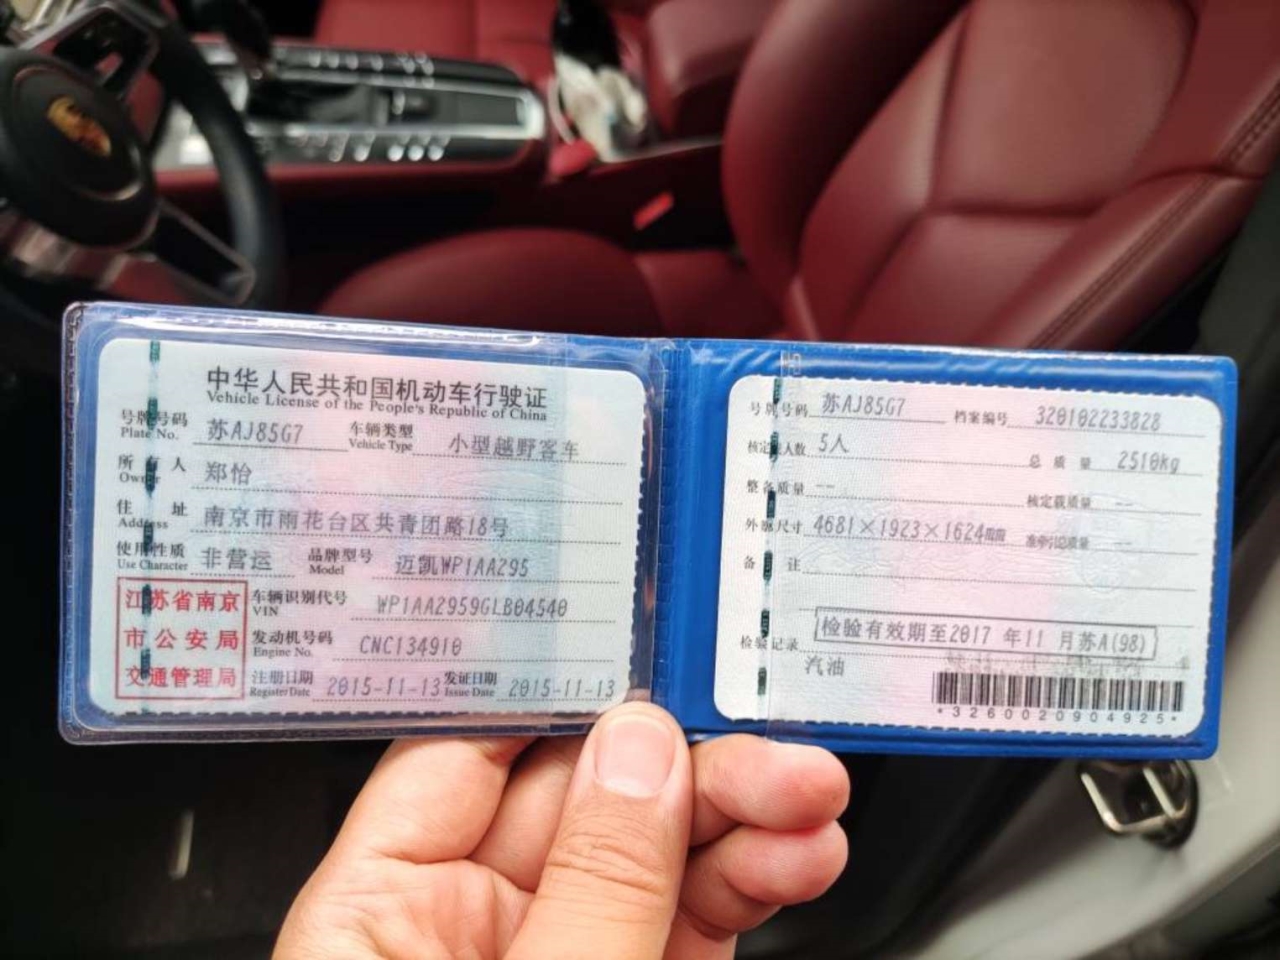 中华人民共和国机动车行驶证
Vehicle License of the People's Republic of China
号牌号码 Plate No. 苏AJ85G7 车辆类型 Vehicle Type 小型越野客车
所有人 Owner 郑怡
住址 Address 南京市雨花台区共青团路18号
使用性质 Use Character 非营运 品牌型号 Model 迈凯WP1AA295
江苏省南京
市公安局
交通管理局
车辆识别代号 VIN WP1AA2959GLB04540
发动机号码 Engine No. CNC134910
注册日期 Register Date 2015-11-13 发证日期 Issue Date 2015-11-13
号牌号码 苏AJ85G7 档案编号 320102233828
核定人数 5人 总质量 2510kg
整备质量 -- 核定载质量 --
外廓尺寸 4681×1923×1624mm 准牵引总质量 --
备注
检验记录 检验有效期至2017 年11 月苏A(98)
汽油
*3260020904925*